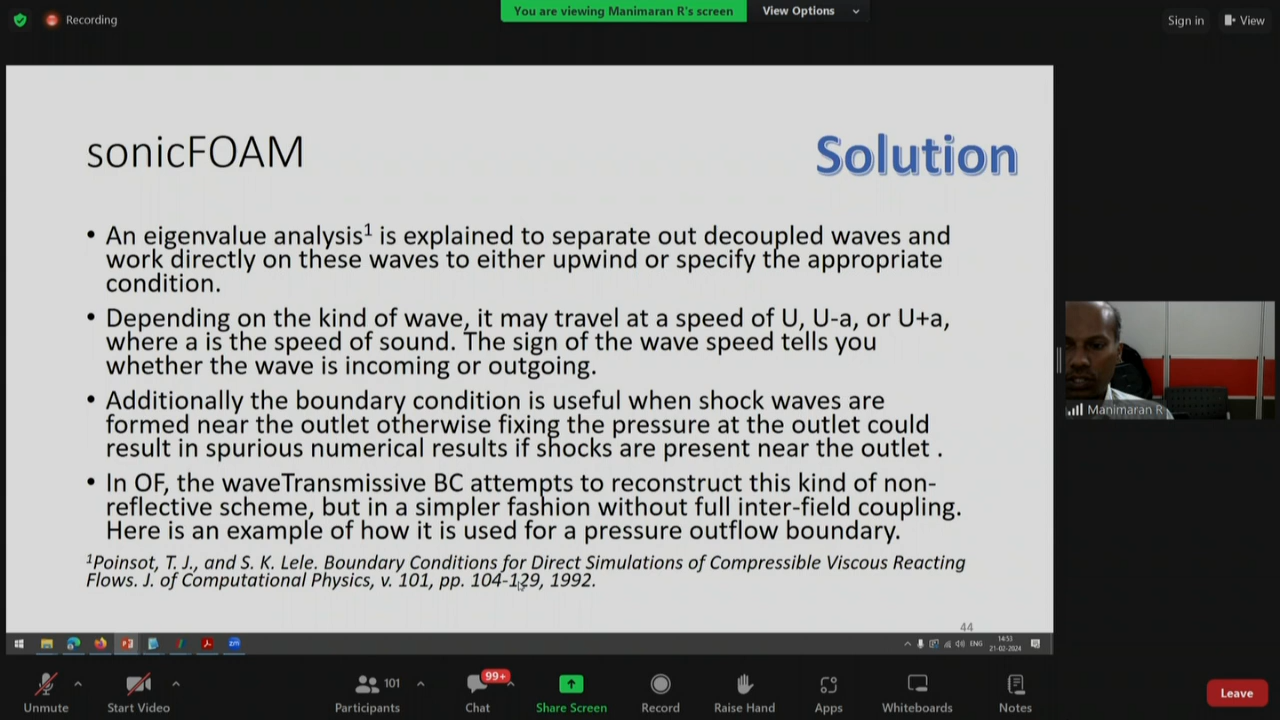 Recording
You are viewing Manimaran R's screen
View Options
Sign in
View
sonicFOAM
Solution
• An eigenvalue analysis1 is explained to separate out decoupled waves and
work directly on these waves to either upwind or specify the appropriate
condition.
• Depending on the kind of wave, it may travel at a speed of U, U-a, or U+a,
where a is the speed of sound. The sign of the wave speed tells you
whether the wave is incoming or outgoing.
• Additionally the boundary condition is useful when shock waves are
formed near the outlet otherwise fixing the pressure at the outlet could
result in spurious numerical results if shocks are present near the outlet .
• In OF, the waveTransmissive BC attempts to reconstruct this kind of non-
reflective scheme, but in a simpler fashion without full inter-field coupling.
Here is an example of how it is used for a pressure outflow boundary.
1Poinsot, T. J., and S. K. Lele. Boundary Conditions for Direct Simulations of Compressible Viscous Reacting
Flows. J. of Computational Physics, v. 101, pp. 104-129, 1992.
44
Manimaran R
zm
ENG
14:53
21-02-2024
Unmute
Start Video
101
Participants
99+
Chat
Share Screen
Record
Raise Hand
Apps
Whiteboards
Notes
Leave